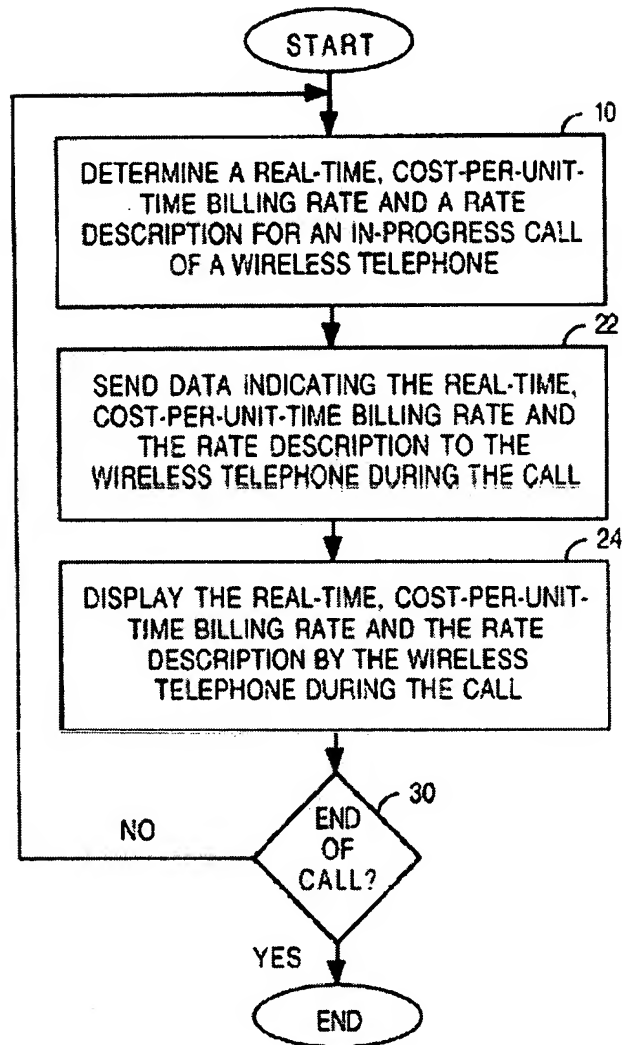 START
10
DETERMINE A REAL-TIME, COST-PER-UNIT-
TIME BILLING RATE AND A RATE
DESCRIPTION FOR AN IN-PROGRESS CALL
OF A WIRELESS TELEPHONE
22
SEND DATA INDICATING THE REAL-TIME,
COST-PER-UNIT-TIME BILLING RATE AND
THE RATE DESCRIPTION TO THE
WIRELESS TELEPHONE DURING THE CALL
24
DISPLAY THE REAL-TIME, COST-PER-UNIT-
TIME BILLING RATE AND THE RATE
DESCRIPTION BY THE WIRELESS
TELEPHONE DURING THE CALL
30
END
OF
CALL?
NO
YES
END